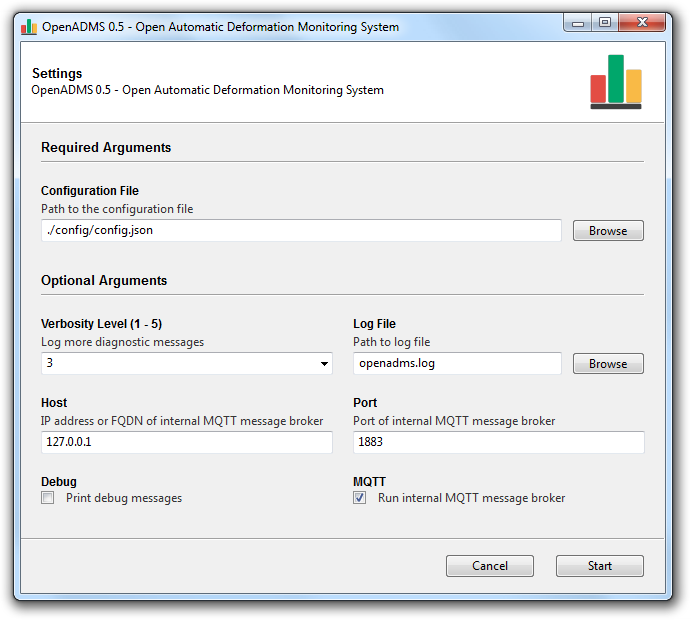 OpenADMS 0.5 - Open Automatic Deformation Monitoring System
Settings
OpenADMS 0.5 - Open Automatic Deformation Monitoring System
Required Arguments
Configuration File
Path to the configuration file
./config/config.json
Browse
Optional Arguments
Verbosity Level (1 - 5)
Log File
Log more diagnostic messages
Path to log file
3
openadms.log
Browse
Host
Port
IP address or FQDN of internal MQTT message broker
Port of internal MQTT message broker
127.0.0.1
1883
Debug
MQTT
Print debug messages
Run internal MQTT message broker
Cancel
Start